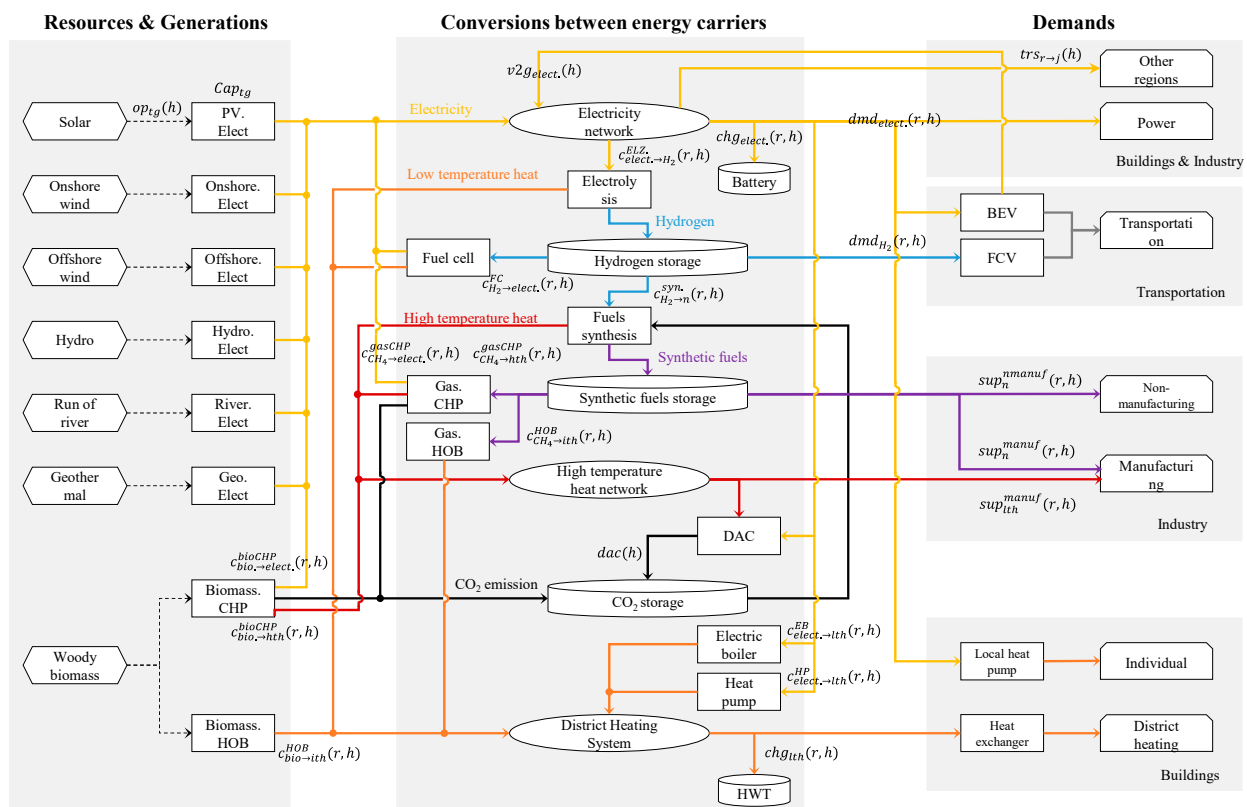 Resources & Generations
Conversions between energy carriers
Demands
Solar
op_tg(h)
Cap_tg
PV.
Elect
Electricity
v2g_elect.(h)
Electricity
network
trs_r→j(h)
Other
regions
dmd_elect.(r, h)
Power
Buildings & Industry
chg_elect.(r, h)
Battery
c^ELZ._elect→H₂(r, h)
Onshore
wind
Onshore.
Elect
Low temperature heat
Electroly
sis
Hydrogen
BEV
Transportati
on
FCV
Transportation
dmd_H₂(r, h)
Offshore
wind
Offshore.
Elect
Fuel cell
Hydrogen storage
c^FC_H₂→elect.(r, h)
c^syn._H₂→n(r, h)
Hydro
Hydro.
Elect
High temperature heat
Fuels
synthesis
c^gasCHP_CH₄→elect.(r, h)
c^gasCHP_CH₄→hth(r, h)
Synthetic fuels
Run of
river
River.
Elect
Gas.
CHP
Synthetic fuels storage
sup^nmanuf_n(r, h)
Non-
manufacturing
Gas.
HOB
c^HOB_CH₄→ith(r, h)
sup^manuf_n(r, h)
Geother
mal
Geo.
Elect
High temperature
heat network
Manufacturi
ng
sup^manuf_lth(r, h)
Industry
DAC
dac(h)
c^bioCHP_bio.→elect.(r, h)
Biomass.
CHP
CO₂ emission
CO₂ storage
c^bioCHP_bio.→hth(r, h)
Woody
biomass
Electric
boiler
c^EB_elect→lth(r, h)
Heat
pump
c^HP_elect→lth(r, h)
Local heat
pump
Individual
Biomass.
HOB
c^HOB_bio→ith(r, h)
District Heating
System
chg_lth(r, h)
HWT
Heat
exchanger
District
heating
Buildings